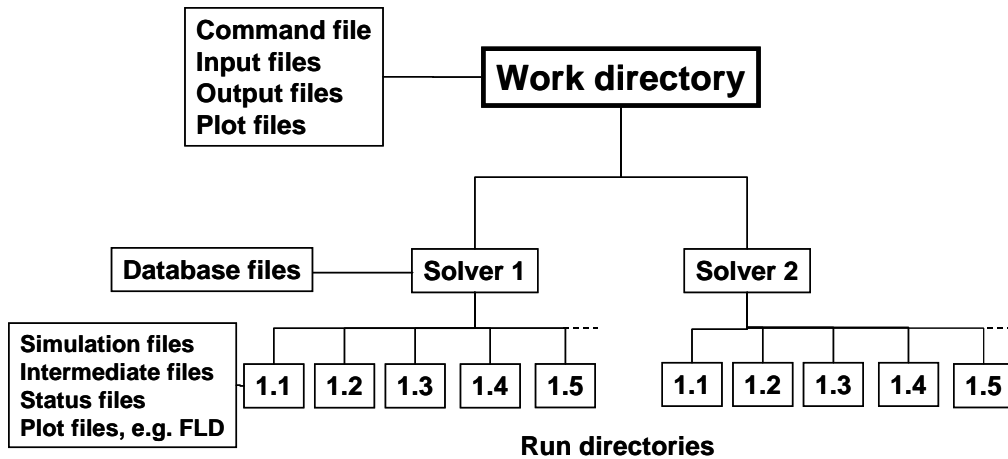 Command file
Input files
Output files
Plot files
Work directory
Database files
Solver 1
Solver 2
Simulation files
Intermediate files
Status files
Plot files, e.g. FLD
1.1 1.2 1.3 1.4 1.5
1.1 1.2 1.3 1.4 1.5
Run directories